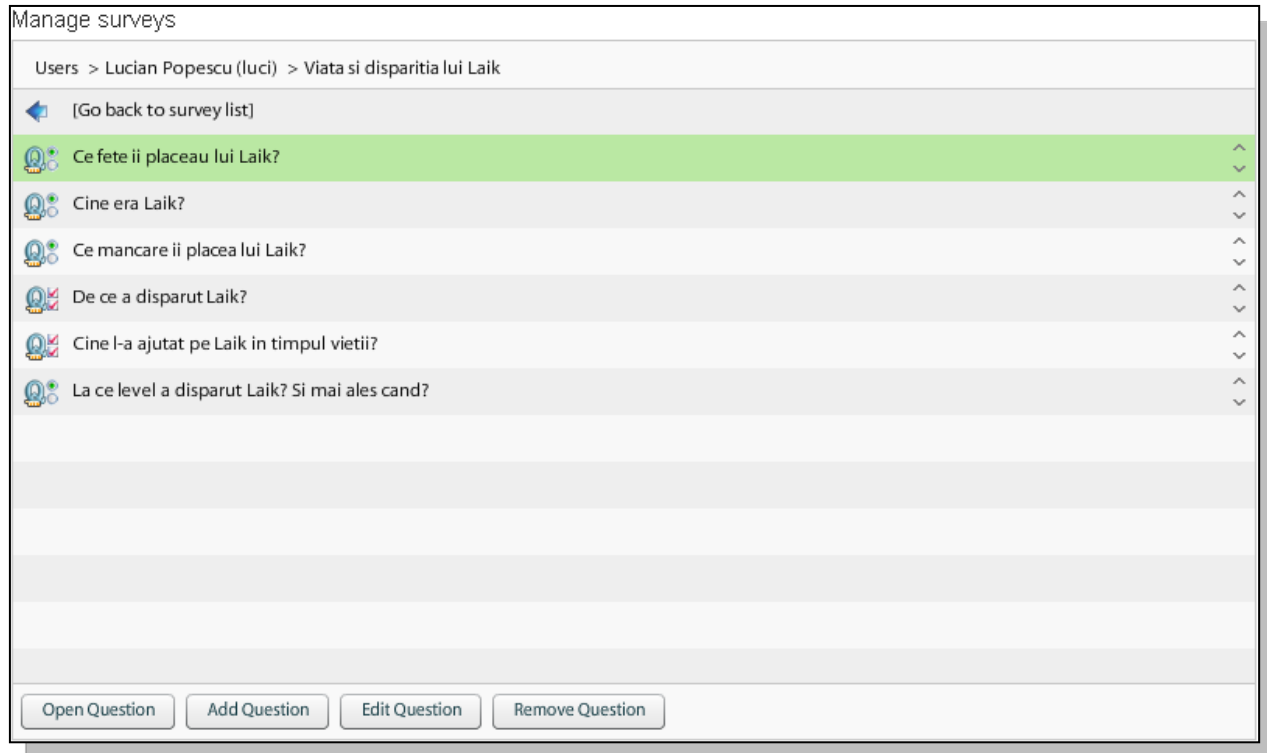 Manage surveys
Users > Lucian Popescu (luci) > Viata si disparitia lui Laik
[Go back to survey list]
Ce fete ii placeau lui Laik?
Cine era Laik?
Ce mancare ii placea lui Laik?
De ce a disparut Laik?
Cine l-a ajutat pe Laik in timpul vietii?
La ce level a disparut Laik? Si mai ales cand?
Open Question Add Question Edit Question Remove Question